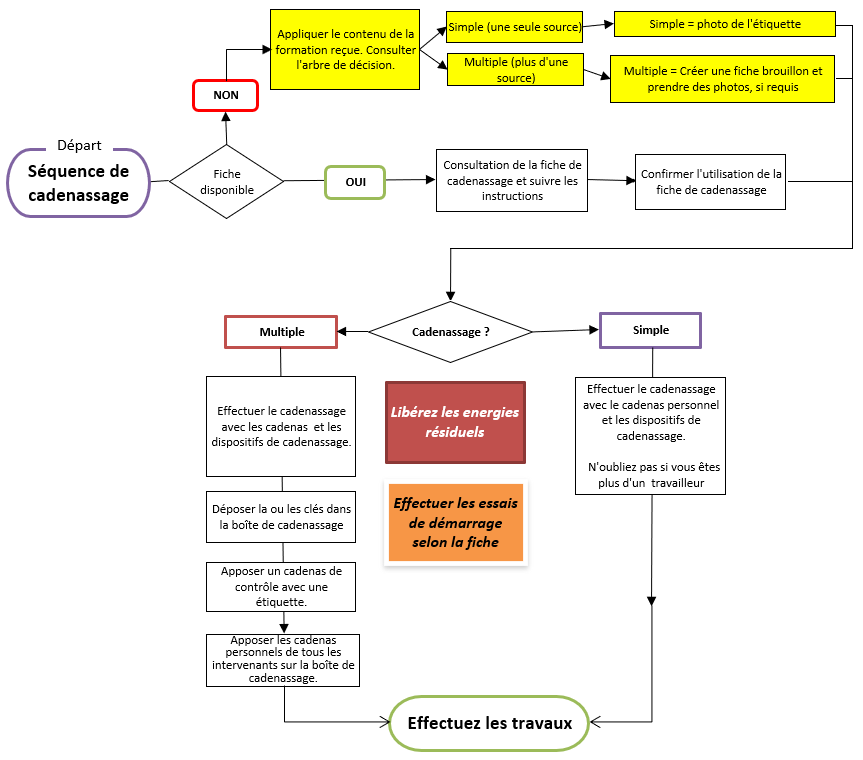 Départ
Séquence de
cadenassage
Fiche
disponible
NON
Appliquer le contenu de la
formation reçue. Consulter
l'arbre de décision.
Simple (une seule source)
Simple = photo de l'étiquette
Multiple (plus d'une
source)
Multiple = Créer une fiche brouillon et
prendre des photos, si requis
OUI
Consultation de la fiche de
cadenassage et suivre les
instructions
Confirmer l'utilisation de la
fiche de cadenassage
Cadenassage ?
Multiple
Simple
Effectuer le cadenassage
avec les cadenas et les
dispositifs de cadenassage.
Déposer la ou les clés dans
la boîte de cadenassage
Apposer un cadenas de
contrôle avec une
étiquette.
Apposer les cadenas
personnels de tous les
intervenants sur la boîte de
cadenassage.
Libérez les energies
résiduels
Effectuer les essais
de démarrage
selon la fiche
Effectuer le cadenassage
avec le cadenas personnel
et les dispositifs de
cadenassage.
N'oubliez pas si vous êtes
plus d'un travailleur
Effectuez les travaux